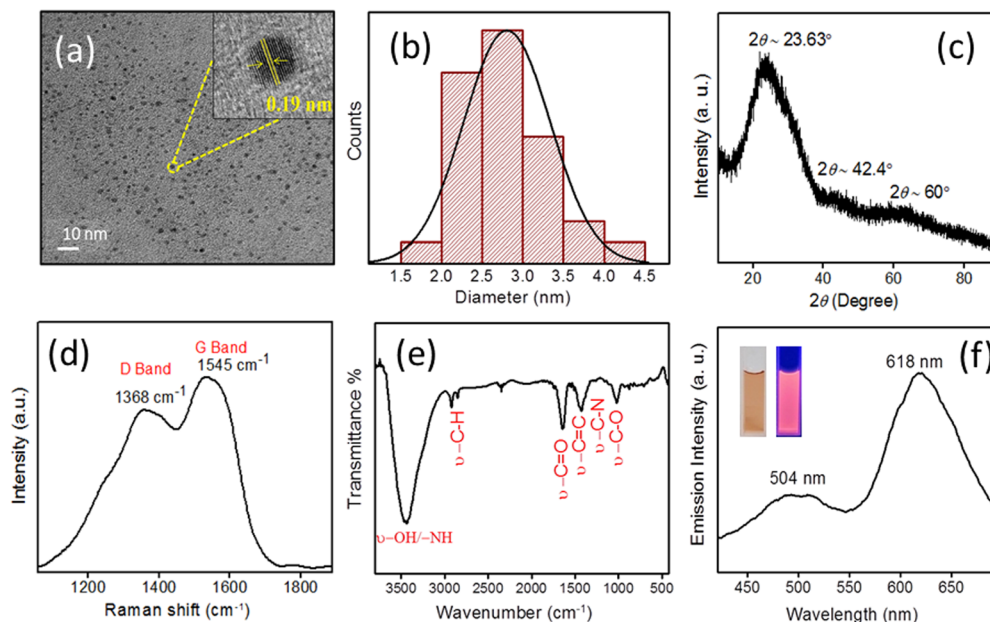 (a)
0.19 nm
10 nm
(b)
Counts
1.5 2.0 2.5 3.0 3.5 4.0 4.5
Diameter (nm)
(c)
2θ ~ 23.63°
2θ ~ 42.4°
2θ ~ 60°
Intensity (a. u.)
20 40 60 80
2θ (Degree)
(d)
D Band
1368 cm⁻¹
G Band
1545 cm⁻¹
Intensity (a.u.)
1200 1400 1600 1800
Raman shift (cm⁻¹)
(e)
Transmittance %
υ–OH/–NH
υ–C-H
υ–C=O
υ–C=C
υ–C-N
υ–C-O
3500 3000 2500 2000 1500 1000 500
Wavenumber (cm⁻¹)
(f)
618 nm
504 nm
Emission Intensity (a. u.)
450 500 550 600 650
Wavelength (nm)